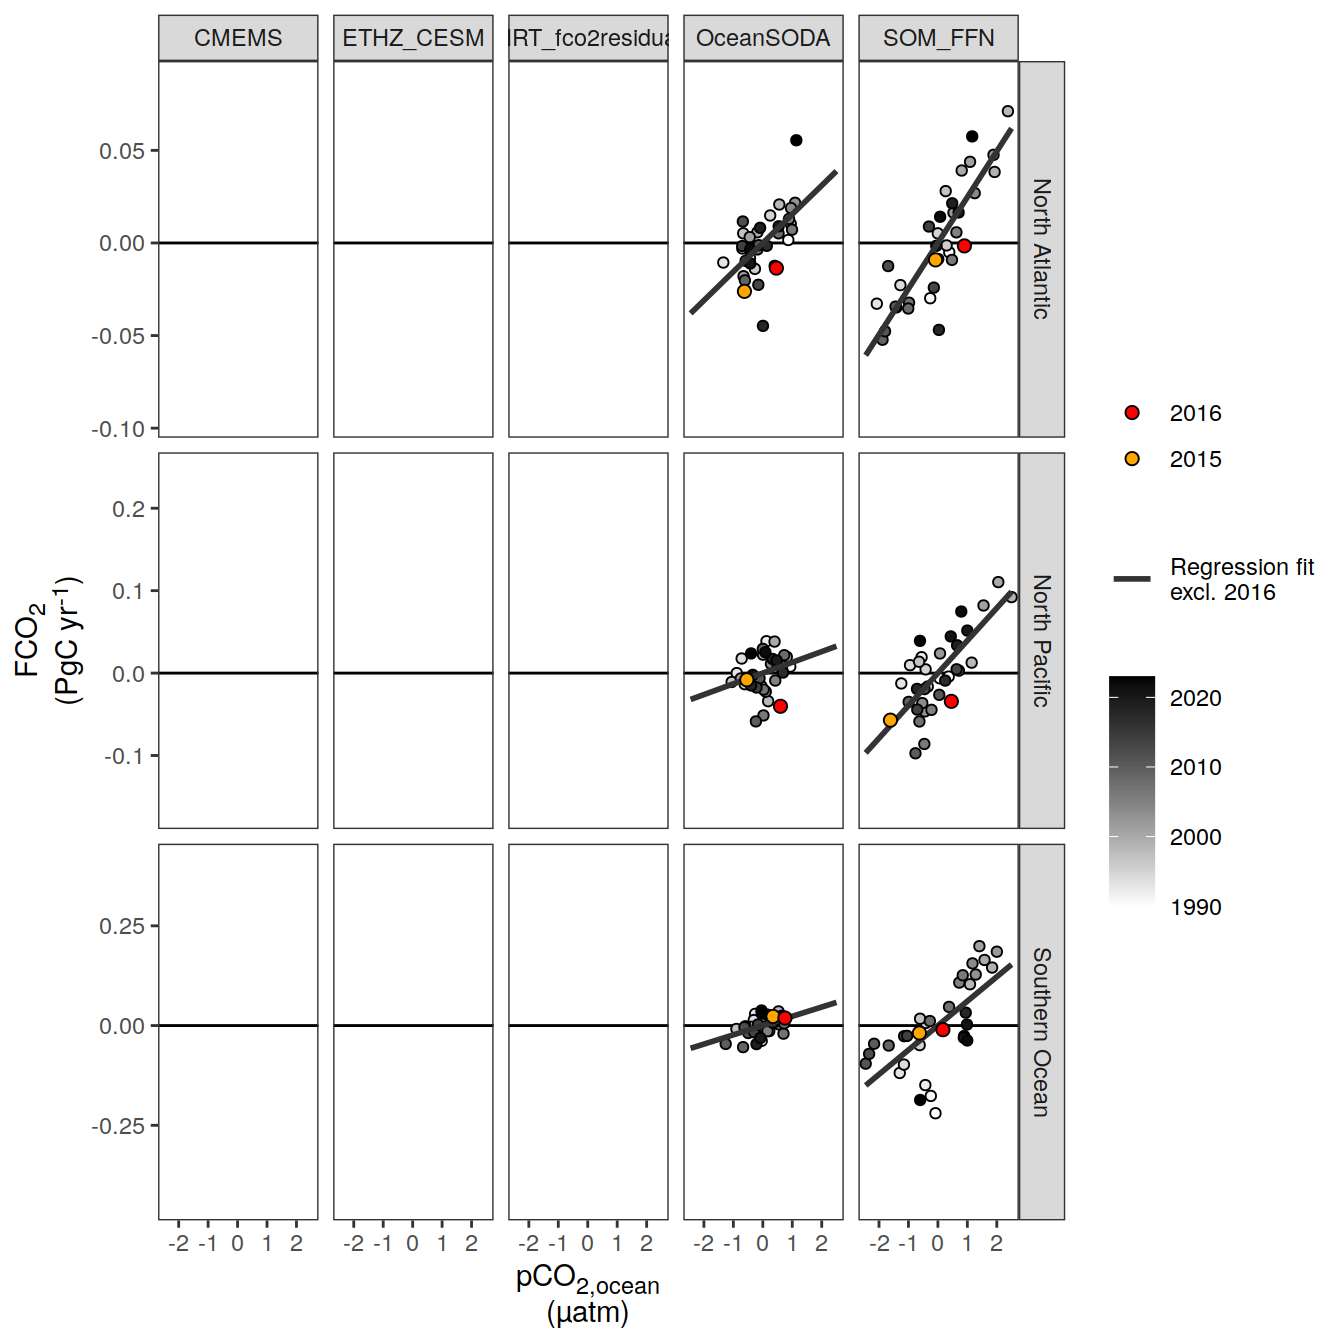 CMEMS ETHZ_CESM IRT_fco2residua OceanSODA SOM_FFN
0.05
0.00
-0.05
-0.10
North Atlantic
0.2
0.1
0.0
-0.1
North Pacific
0.25
0.00
-0.25
Southern Ocean
FCO2
(PgC yr-1)
-2 -1 0 1 2 -2 -1 0 1 2 -2 -1 0 1 2 -2 -1 0 1 2 -2 -1 0 1 2
pCO2,ocean
(µatm)
2016
2015
Regression fit
excl. 2016
2020
2010
2000
1990